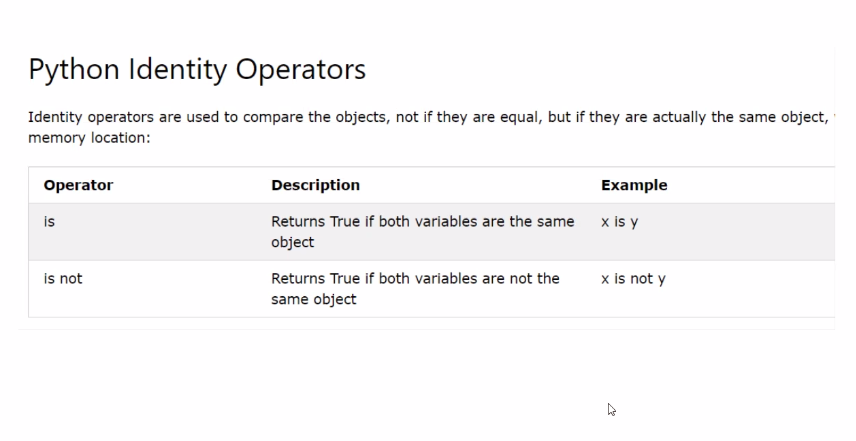 Python Identity Operators
Identity operators are used to compare the objects, not if they are equal, but if they are actually the same object,
memory location:
Operator Description Example
is Returns True if both variables are the same x is y
object
is not Returns True if both variables are not the x is not y
same object